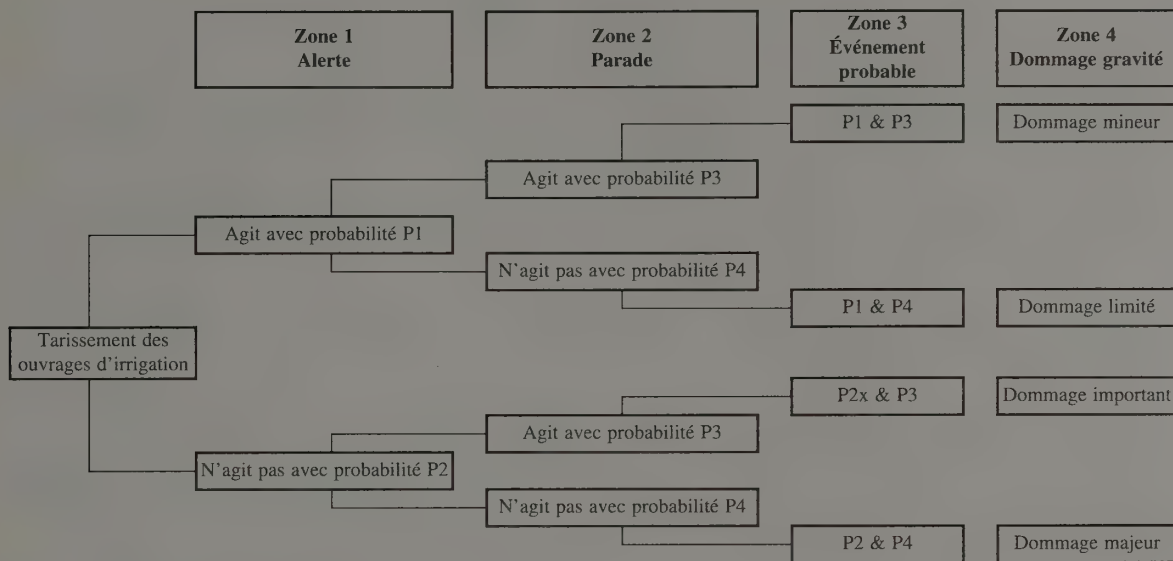 Zone 1
Alerte
Zone 2
Parade
Zone 3
Événement
probable
Zone 4
Dommage gravité
P1 & P3
Dommage mineur
Agit avec probabilité P3
Agit avec probabilité P1
N'agit pas avec probabilité P4
P1 & P4
Dommage limité
Tarissement des
ouvrages d'irrigation
P2x & P3
Dommage important
Agit avec probabilité P3
N'agit pas avec probabilité P2
N'agit pas avec probabilité P4
P2 & P4
Dommage majeur